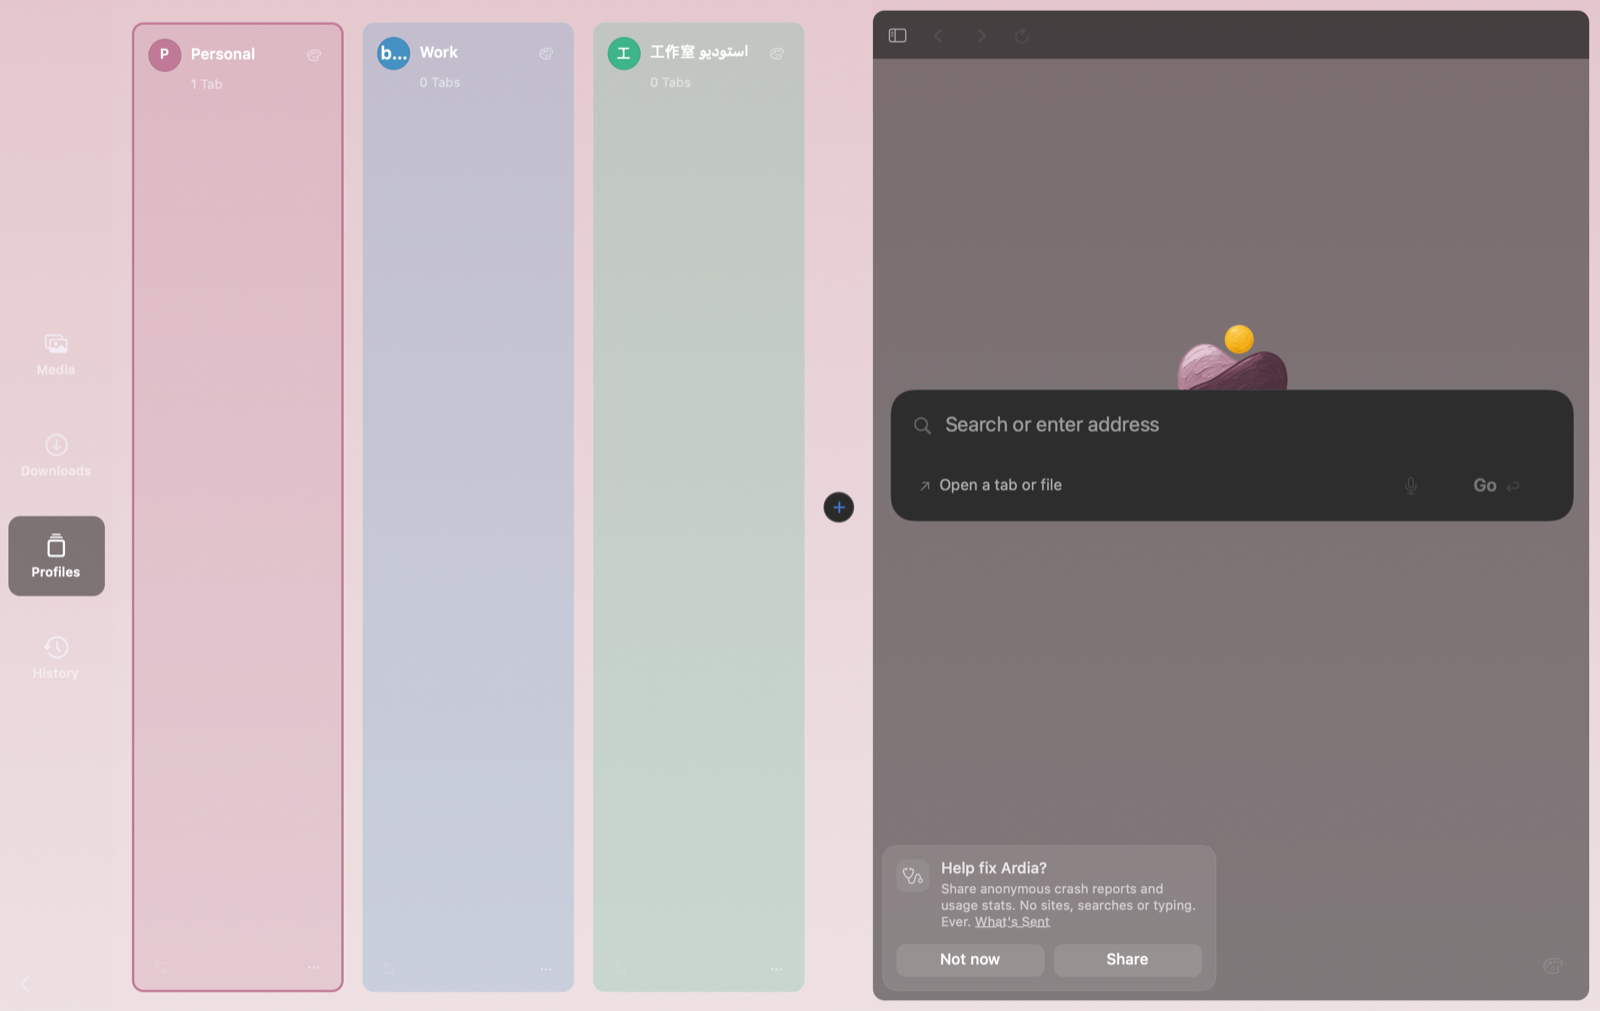 Media
Downloads
Profiles
History
P
Personal
1 Tab
b...
Work
0 Tabs
工
工作室 استوديو
0 Tabs
Search or enter address
Open a tab or file
Go
Help fix Ardia?
Share anonymous crash reports and
usage stats. No sites, searches or typing.
Ever. What's Sent
Not now
Share